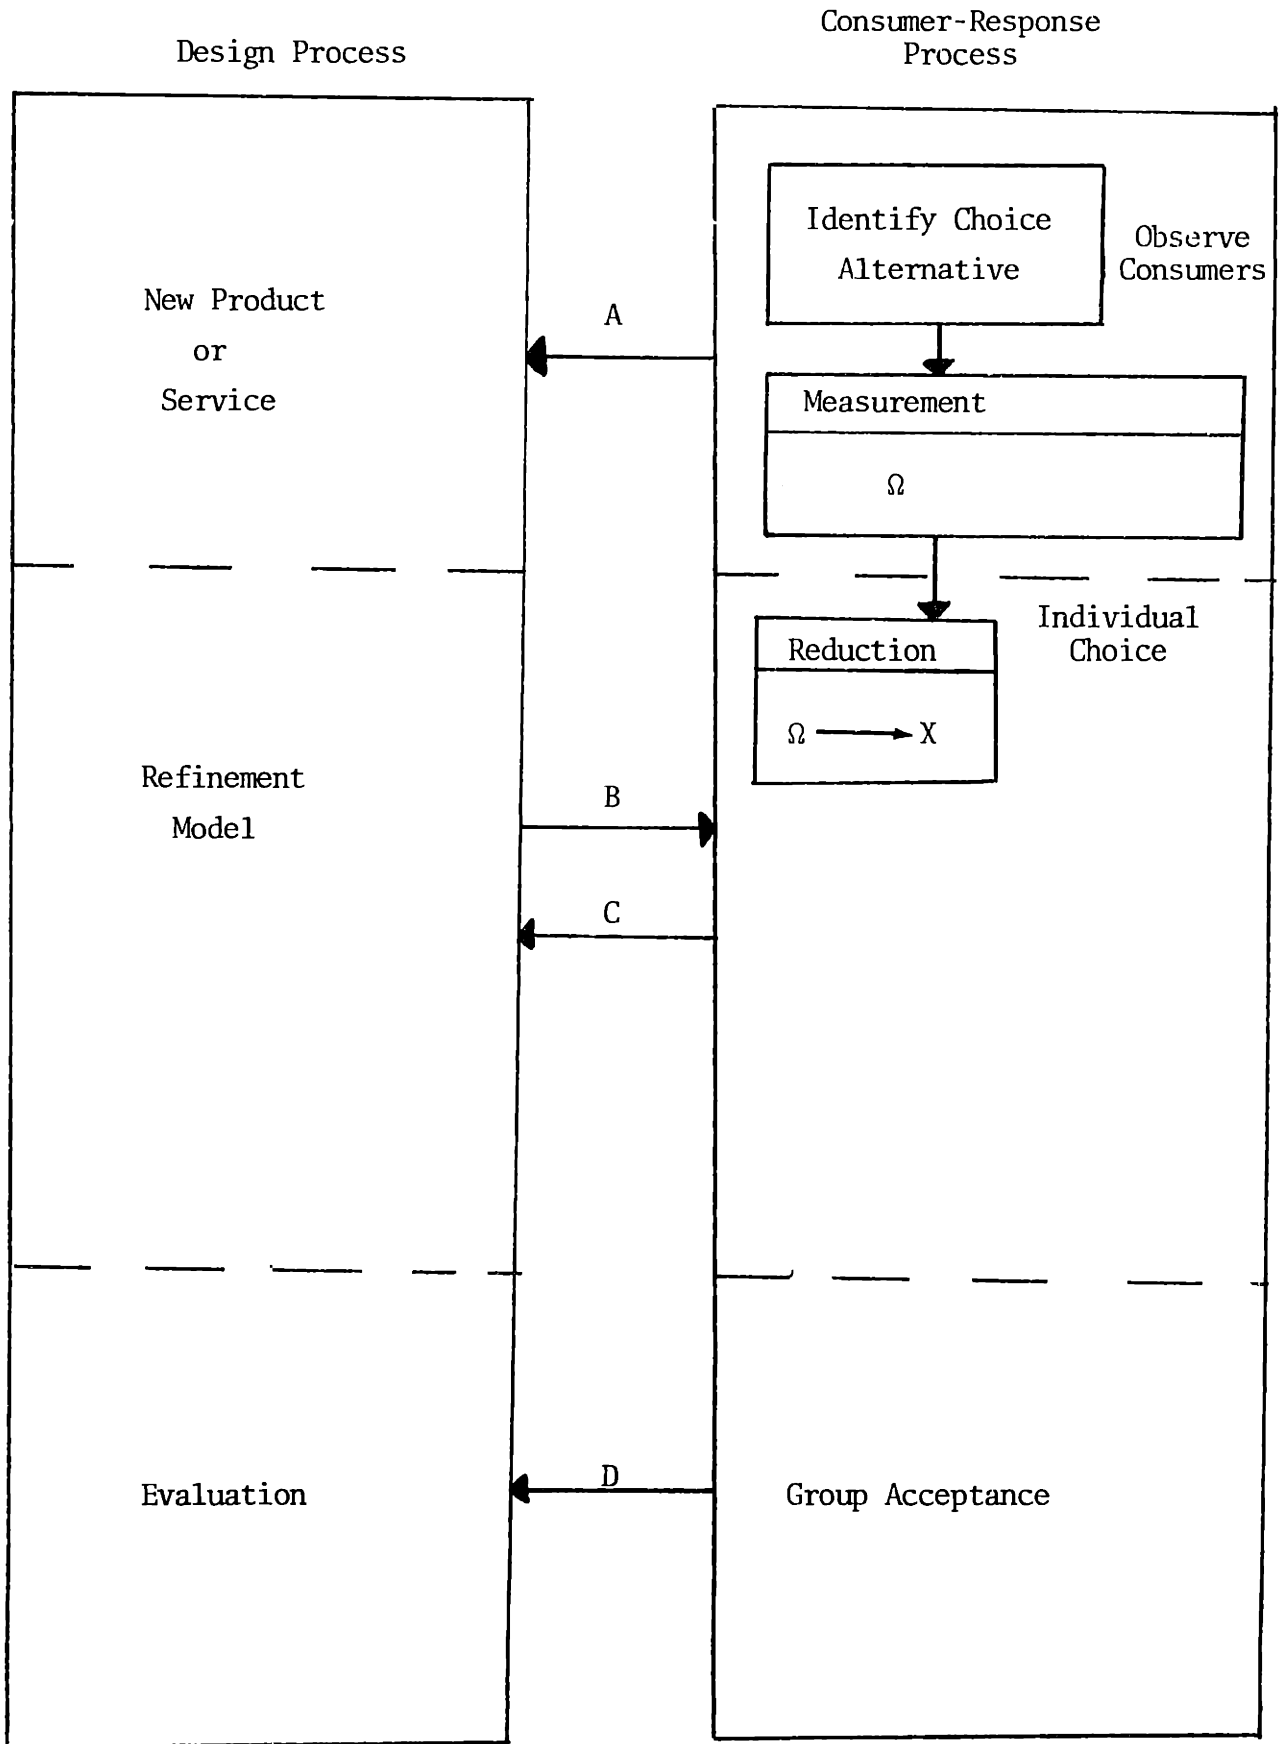 Design Process
Consumer-Response
Process
New Product
or
Service
Refinement
Model
Evaluation
A
B
C
D
Identify Choice
Alternative
Observe
Consumers
Measurement
Ω
Individual
Choice
Reduction
Ω → X
Group Acceptance